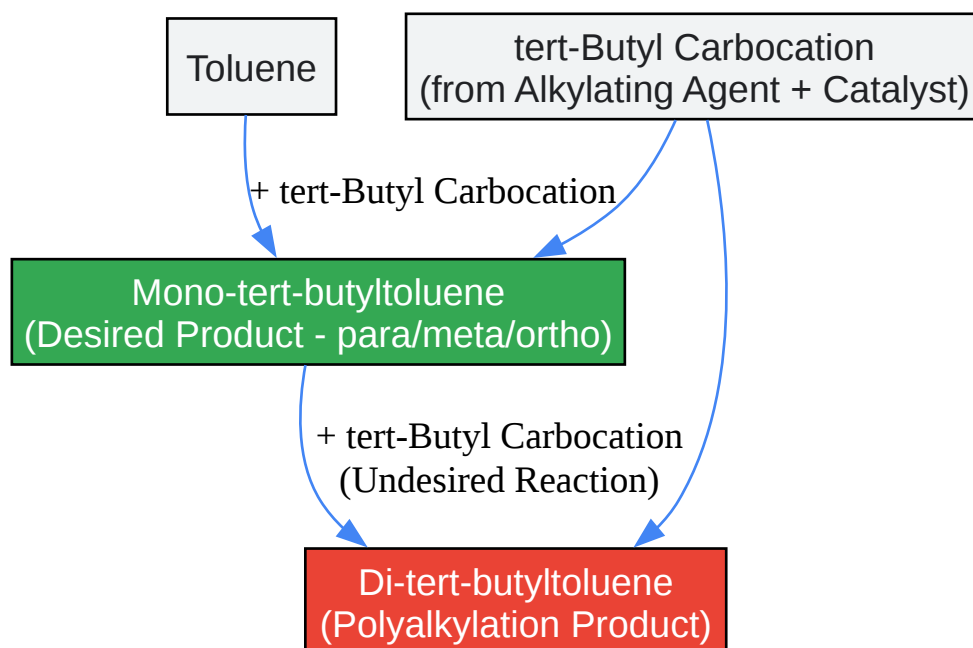 Toluene
tert-Butyl Carbocation
(from Alkylating Agent + Catalyst)
+ tert-Butyl Carbocation
Mono-tert-butyltoluene
(Desired Product - para/meta/ortho)
+ tert-Butyl Carbocation
(Undesired Reaction)
Di-tert-butyltoluene
(Polyalkylation Product)